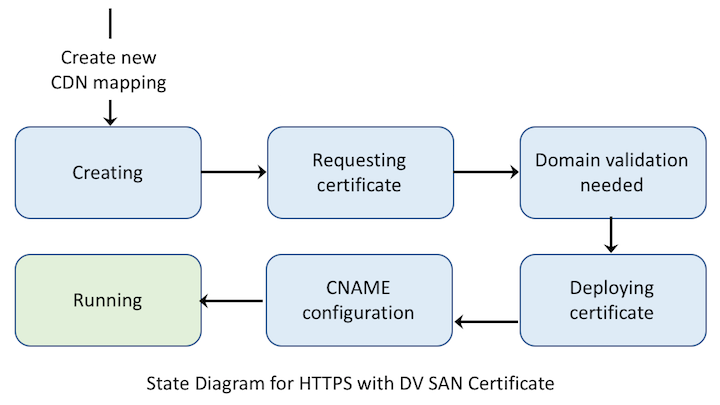 Create new
CDN mapping
Creating
Requesting
certificate
Domain validation
needed
Running
CNAME
configuration
Deploying
certificate
State Diagram for HTTPS with DV SAN Certificate